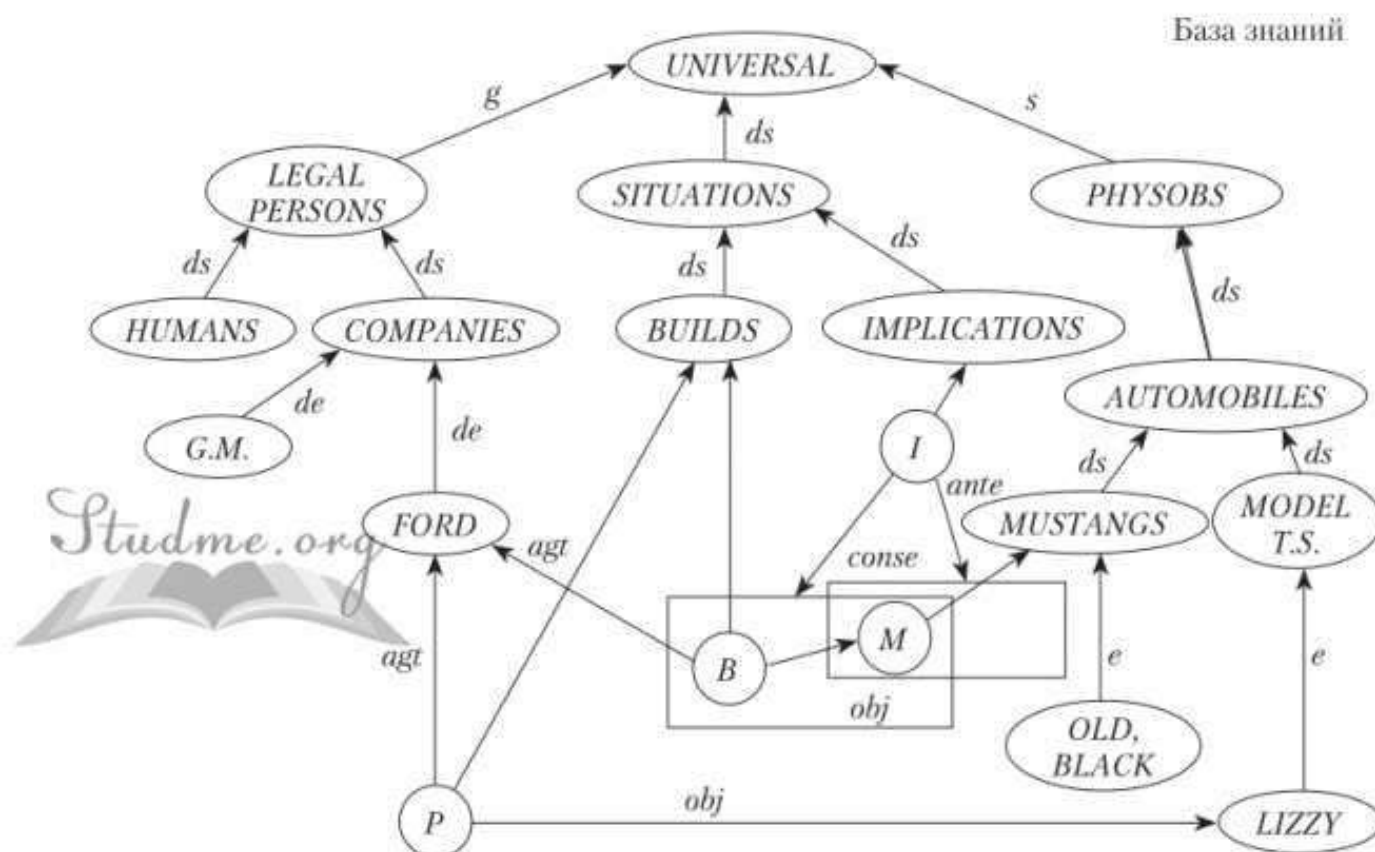 База знаний
UNIVERSAL
g
s
ds
LEGAL
PERSONS
SITUATIONS
PHYSOBS
ds
ds
ds
ds
ds
HUMANS
COMPANIES
BUILDS
IMPLICATIONS
AUTOMOBILES
de
de
G.M.
I
ds
ds
ante
Studme.org
FORD
agt
MUSTANGS
MODEL
T.S.
conse
B
M
agt
e
e
obj
OLD,
BLACK
obj
P
LIZZY